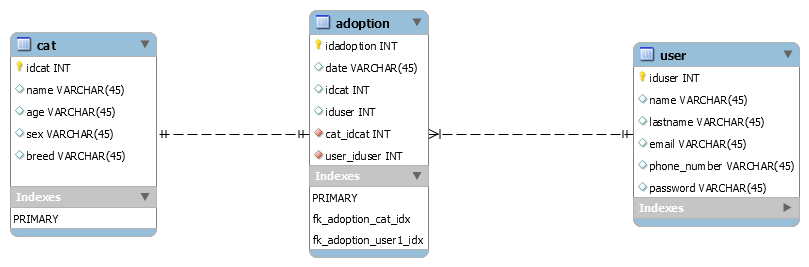 cat
idcat INT
name VARCHAR(45)
age VARCHAR(45)
sex VARCHAR(45)
breed VARCHAR(45)
Indexes
PRIMARY
adoption
idadoption INT
date VARCHAR(45)
idcat INT
iduser INT
cat_idcat INT
user_iduser INT
Indexes
PRIMARY
fk_adoption_cat_idx
fk_adoption_user1_idx
user
iduser INT
name VARCHAR(45)
lastname VARCHAR(45)
email VARCHAR(45)
phone_number VARCHAR(45)
password VARCHAR(45)
Indexes